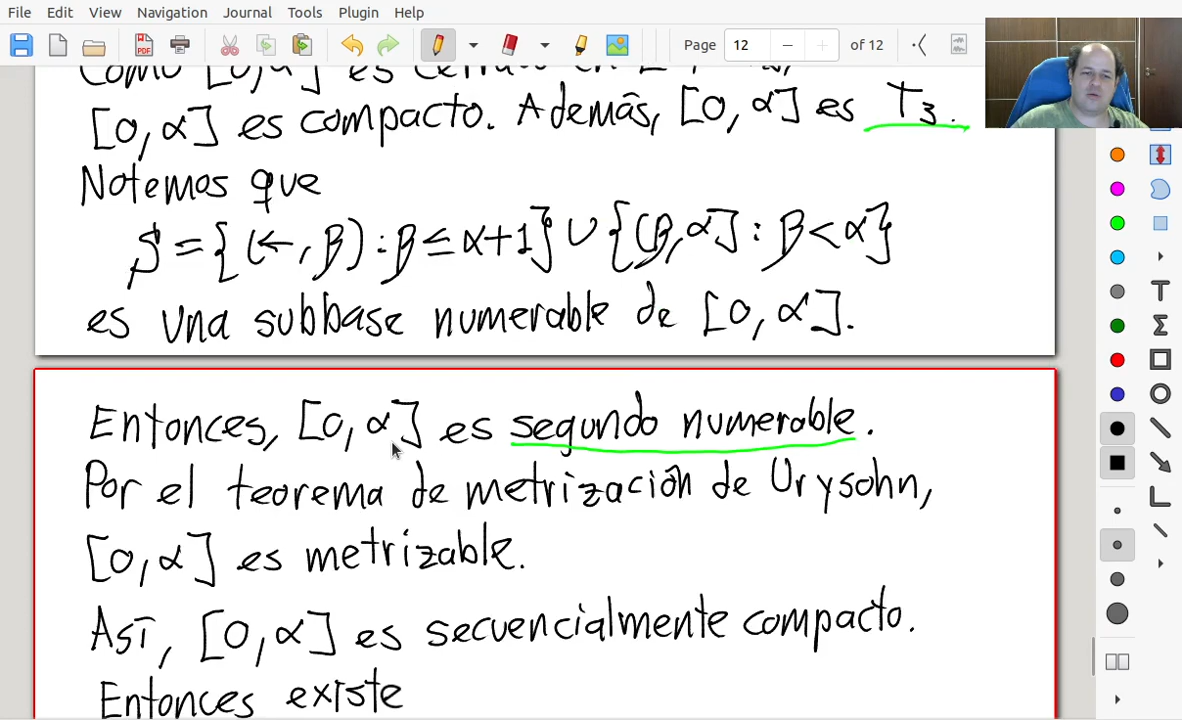 File Edit View Navigation Journal Tools Plugin Help
Page 12 of 12
[0, α] es compacto. Además, [0, α] es T3.
Notemos que
S = {(←, β) : β ≤ α+1} ∪ {(β, α] : β < α}
es una subbase numerable de [0, α].
Entonces, [0, α] es segundo numerable.
Por el teorema de metrización de Urysohn,
[0, α] es metrizable.
Así, [0, α] es secuencialmente compacto.
Entonces existe